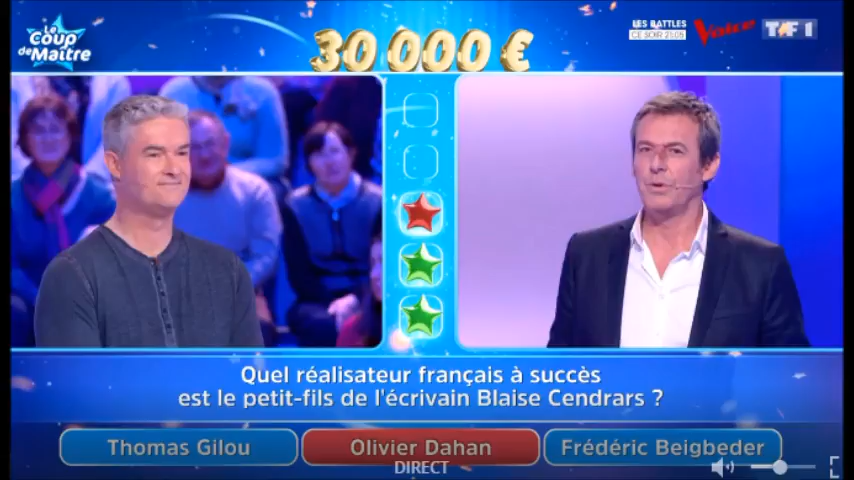 Le
Coup
de Maître
30 000 €
LES BATTLES
CE SOIR 21:05
The Voice
TF1
Quel réalisateur français à succès
est le petit-fils de l'écrivain Blaise Cendrars ?
Thomas Gilou
Olivier Dahan
Frédéric Beigbeder
DIRECT